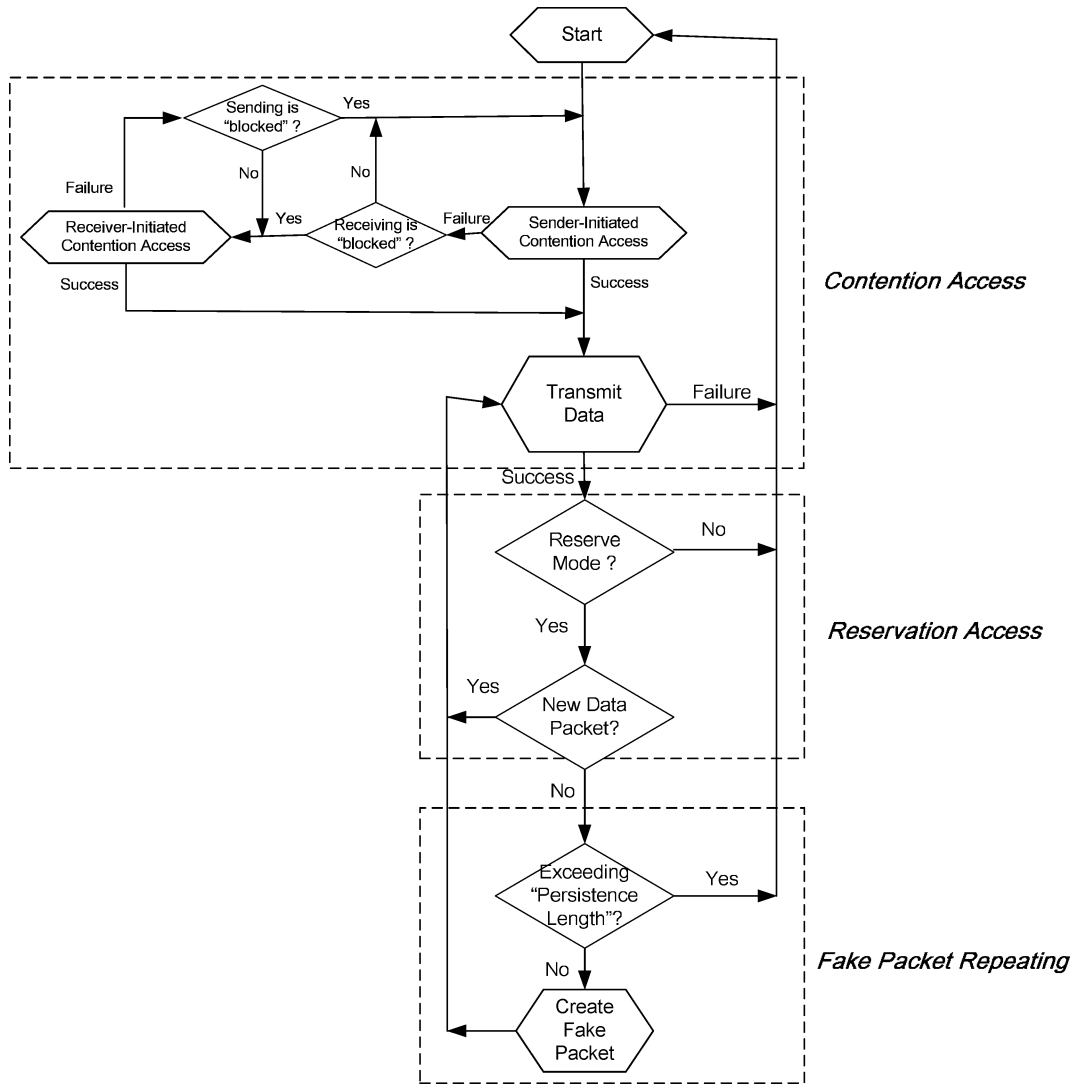 Start
Sending is
“blocked” ?
Yes
No
No
Failure
Receiver-Initiated
Contention Access
Yes
Receiving is
“blocked” ?
Failure
Sender-Initiated
Contention Access
Success
Success
Contention Access
Transmit
Data
Failure
Success
Reserve
Mode ?
No
Yes
Reservation Access
Yes
New Data
Packet?
No
Exceeding
“Persistence
Length”?
Yes
No
Fake Packet Repeating
Create
Fake
Packet